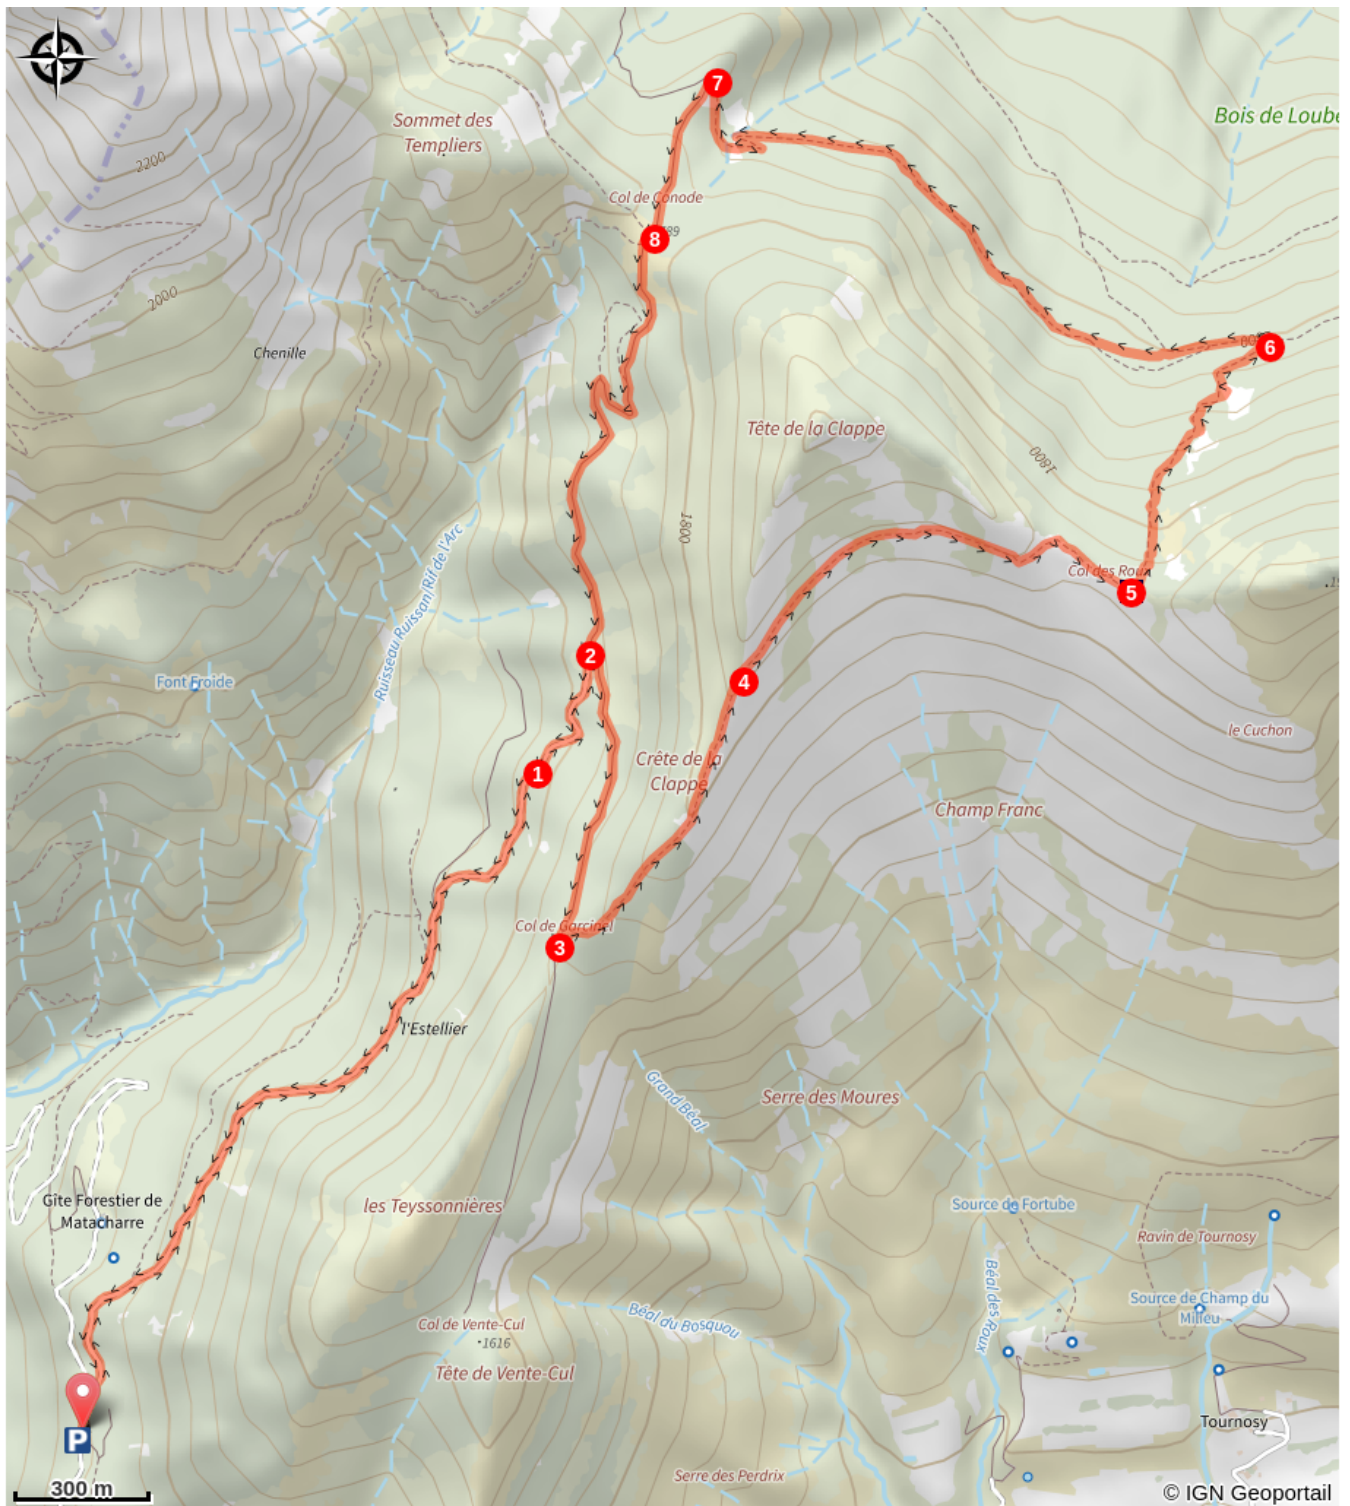 7
Bois de Loube
Sommet des
Templiers
2200
Col de Conode
8
89
2000
6
Chenille
Tête de la Clappe
1800
1800
Ruisseau Ruissan/Rif de l'Arc
Col des Roux
5
2
Font Froide
4
le Cuchon
Crête de la
Clappe
1
Champ Franc
Col de Garcinel
3
l'Estellier
Grand Béal
Serre des Moures
Gîte Forestier de
Matacharre
les Teyssonnières
Source de Fortube
Ravin de Tournosy
Béal des Roux
Source de Champ du
Milieu
Béal du Bosquou
Col de Vente-Cul
1616
Tête de Vente-Cul
P
Tournosy
Serre des Perdrix
300 m
© IGN Geoportail